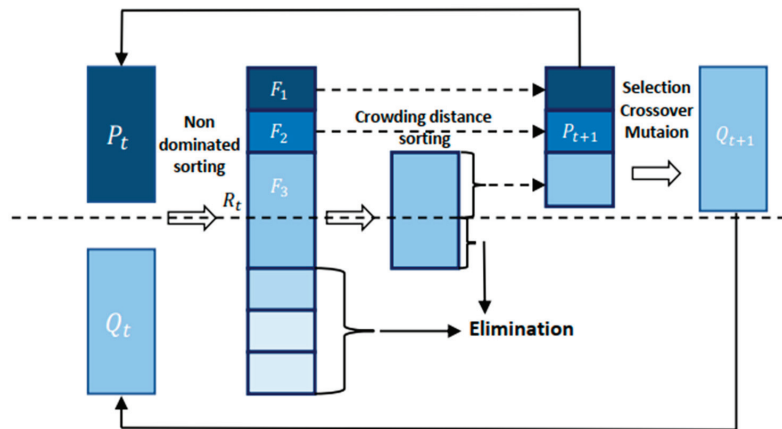 P_t
Non
dominated
sorting
R_t
Q_t
F_1
F_2
F_3
Crowding distance
sorting
Elimination
P_{t+1}
Selection
Crossover
Mutaion
Q_{t+1}